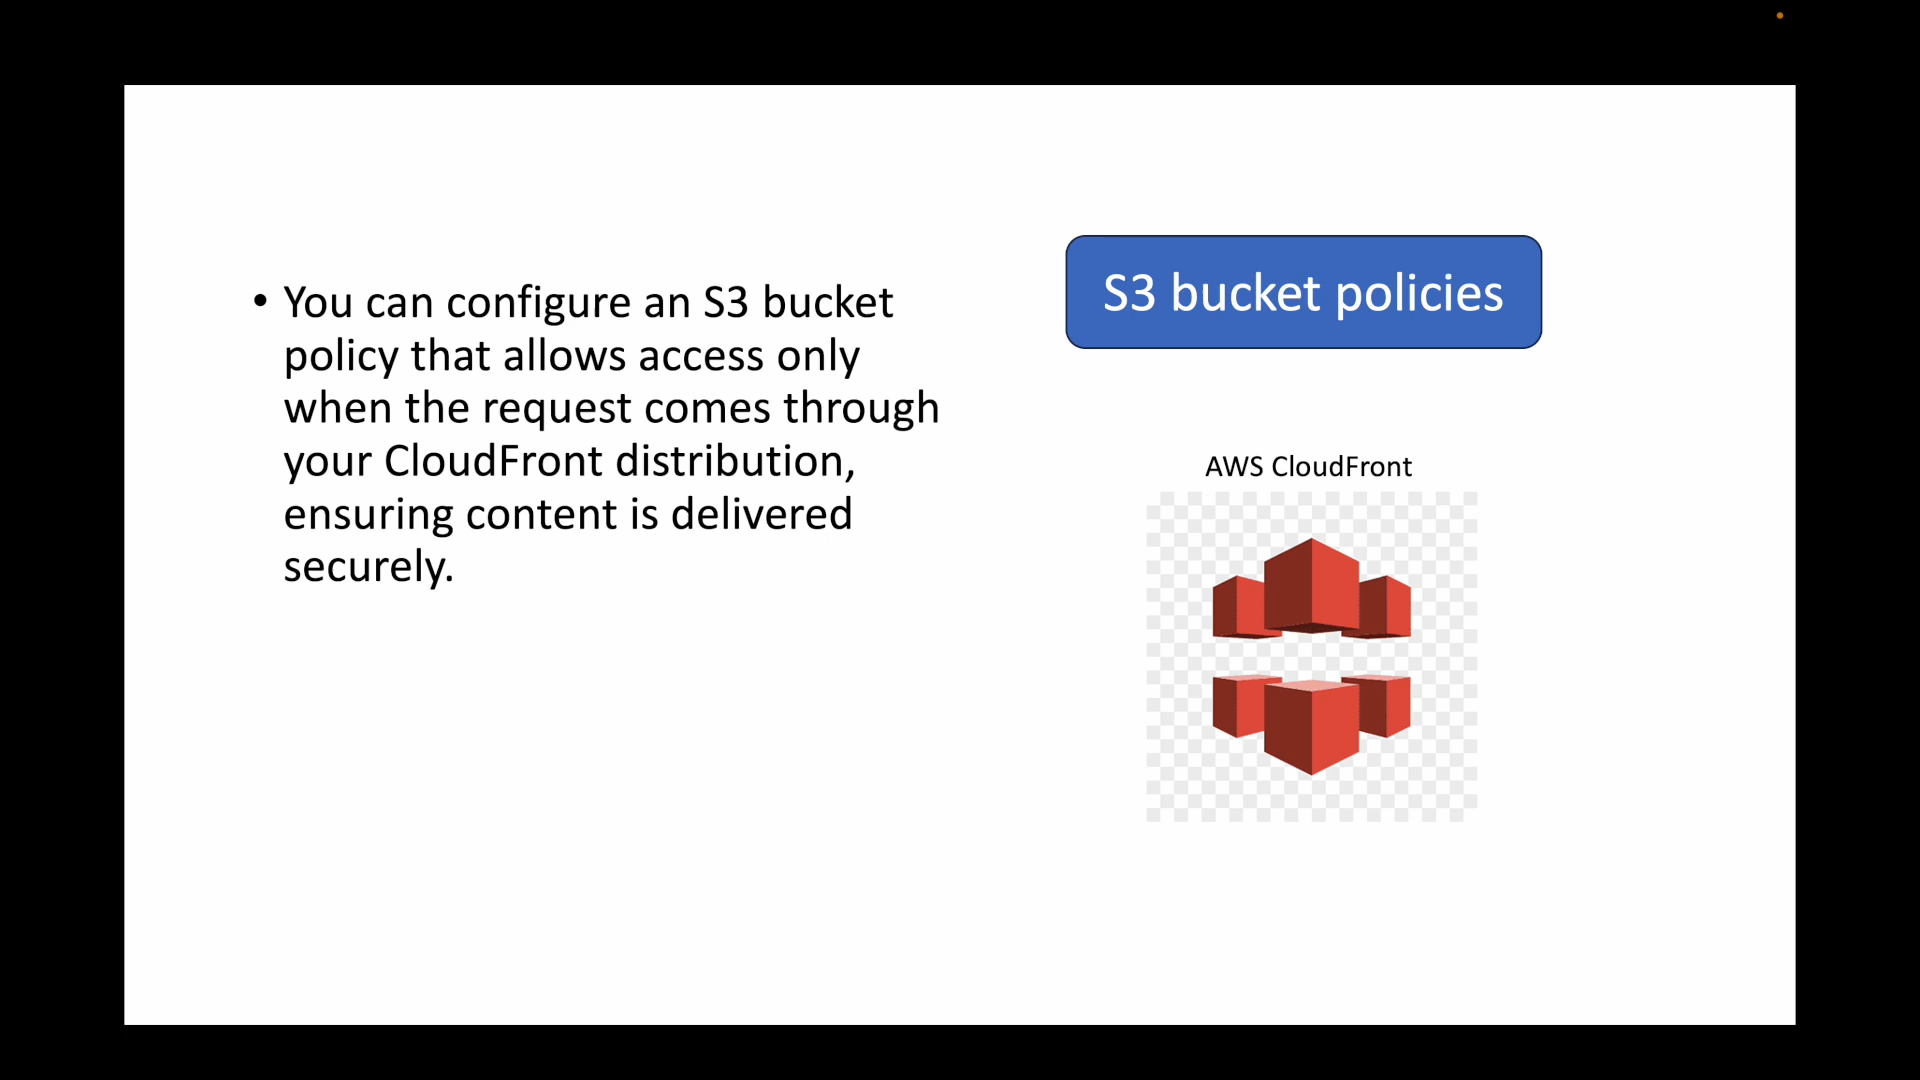 • You can configure an S3 bucket
policy that allows access only
when the request comes through
your CloudFront distribution,
ensuring content is delivered
securely.
S3 bucket policies
AWS CloudFront